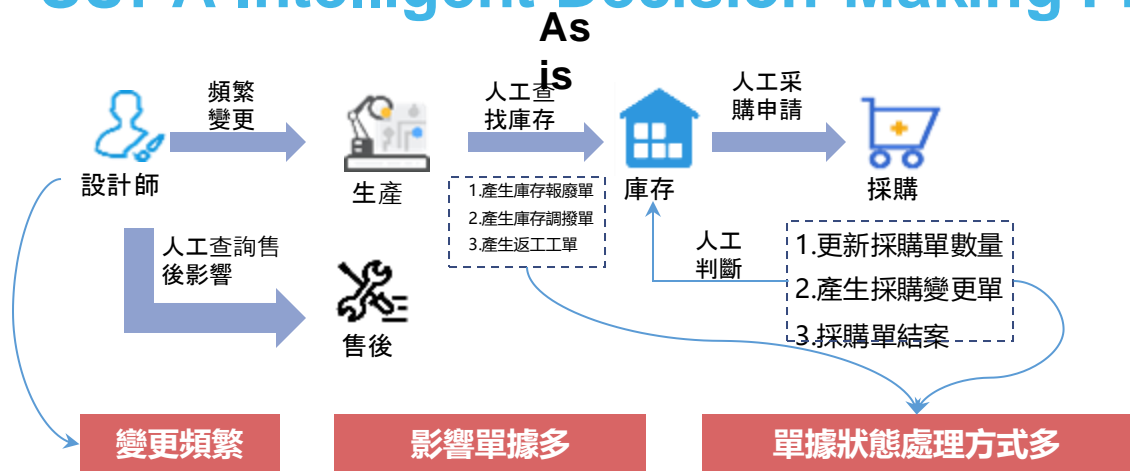 Intelligent Decision-Making
As
is
頻繁
變更
人工查
找庫存
人工采
購申請
設計師
生產
庫存
採購
1.產生庫存報廢單
2.產生庫存調撥單
3.產生返工工單
人工查詢售
後影響
人工
判斷
1.更新採購單數量
2.產生採購變更單
3.採購單結案
售後
變更頻繁
影響單據多
單據狀態處理方式多